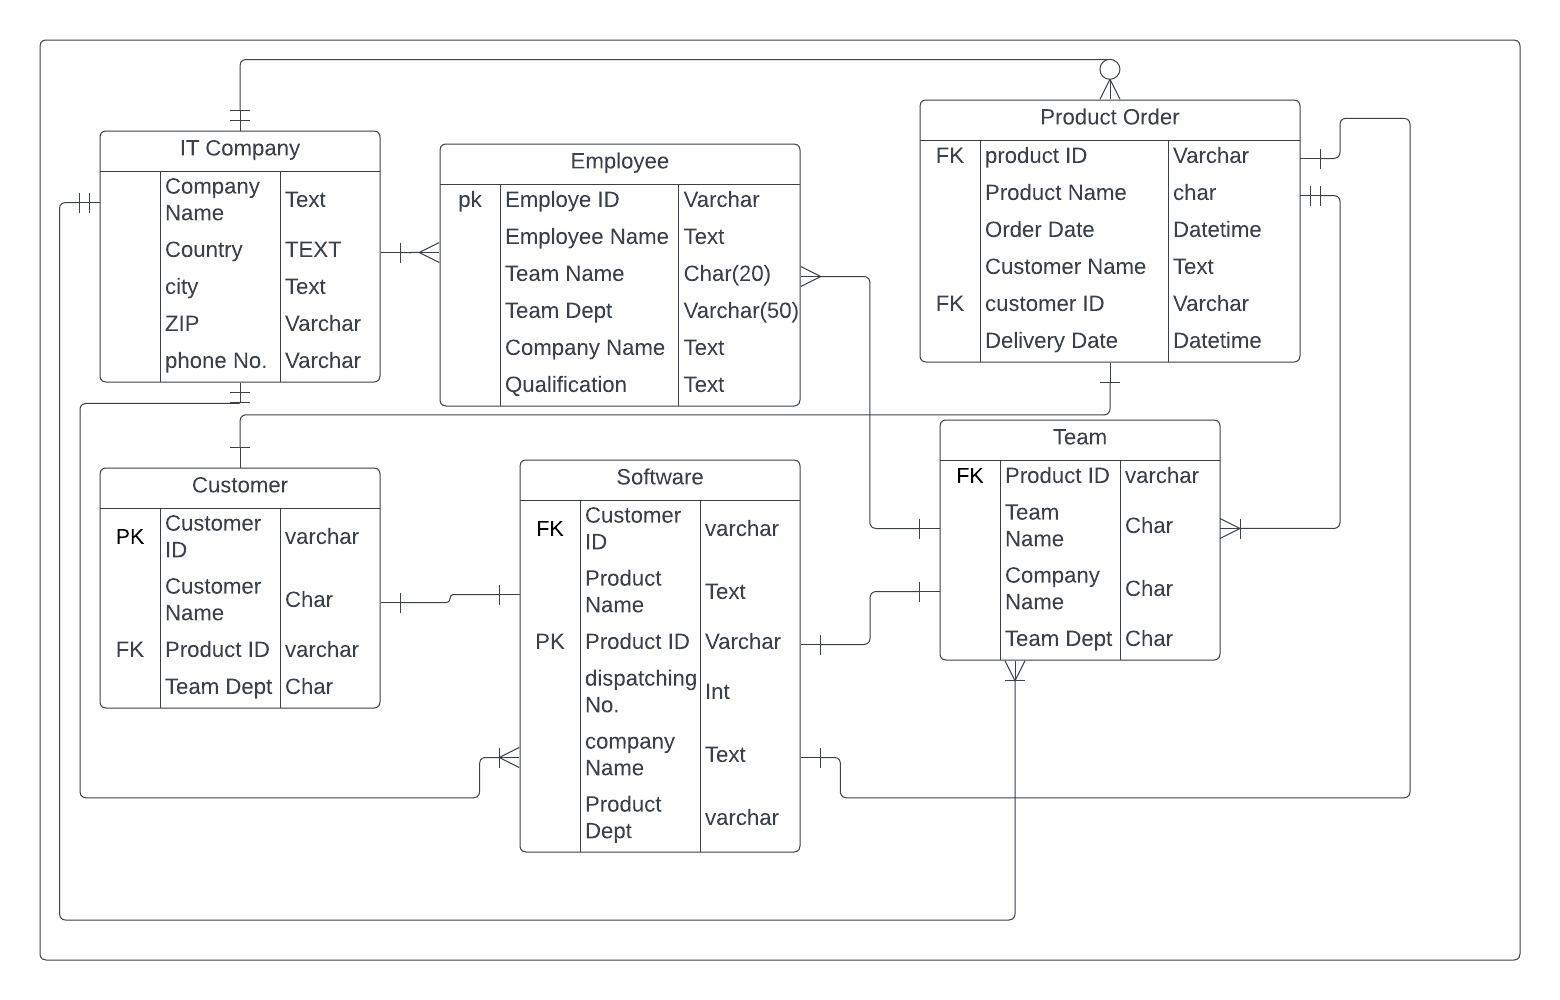 IT Company
Company
Name
Text
Country
TEXT
city
Text
ZIP
Varchar
phone No.
Varchar
Employee
pk
Employe ID
Varchar
Employee Name
Text
Team Name
Char(20)
Team Dept
Varchar(50)
Company Name
Text
Qualification
Text
Product Order
FK
product ID
Varchar
Product Name
char
Order Date
Datetime
Customer Name
Text
FK
customer ID
Varchar
Delivery Date
Datetime
Customer
PK
Customer
ID
varchar
Customer
Name
Char
FK
Product ID
varchar
Team Dept
Char
Software
FK
Customer
ID
varchar
Product
Name
Text
PK
Product ID
Varchar
dispatching
No.
Int
company
Name
Text
Product
Dept
varchar
Team
FK
Product ID
varchar
Team
Name
Char
Company
Name
Char
Team Dept
Char